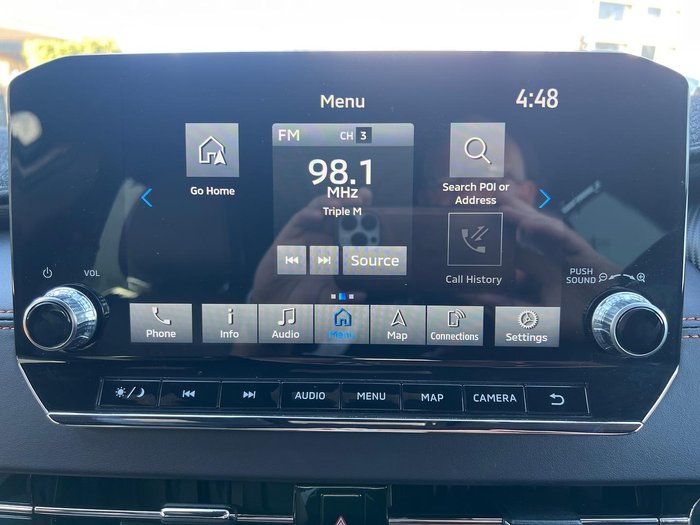 Menu
4:48
FM CH 3
98.1
MHz
Triple M
Source
Go Home
Search POI or
Address
Call History
VOL
PUSH
SOUND
Phone
Info
Audio
Menu
Map
Connections
Settings
AUDIO
MENU
MAP
CAMERA